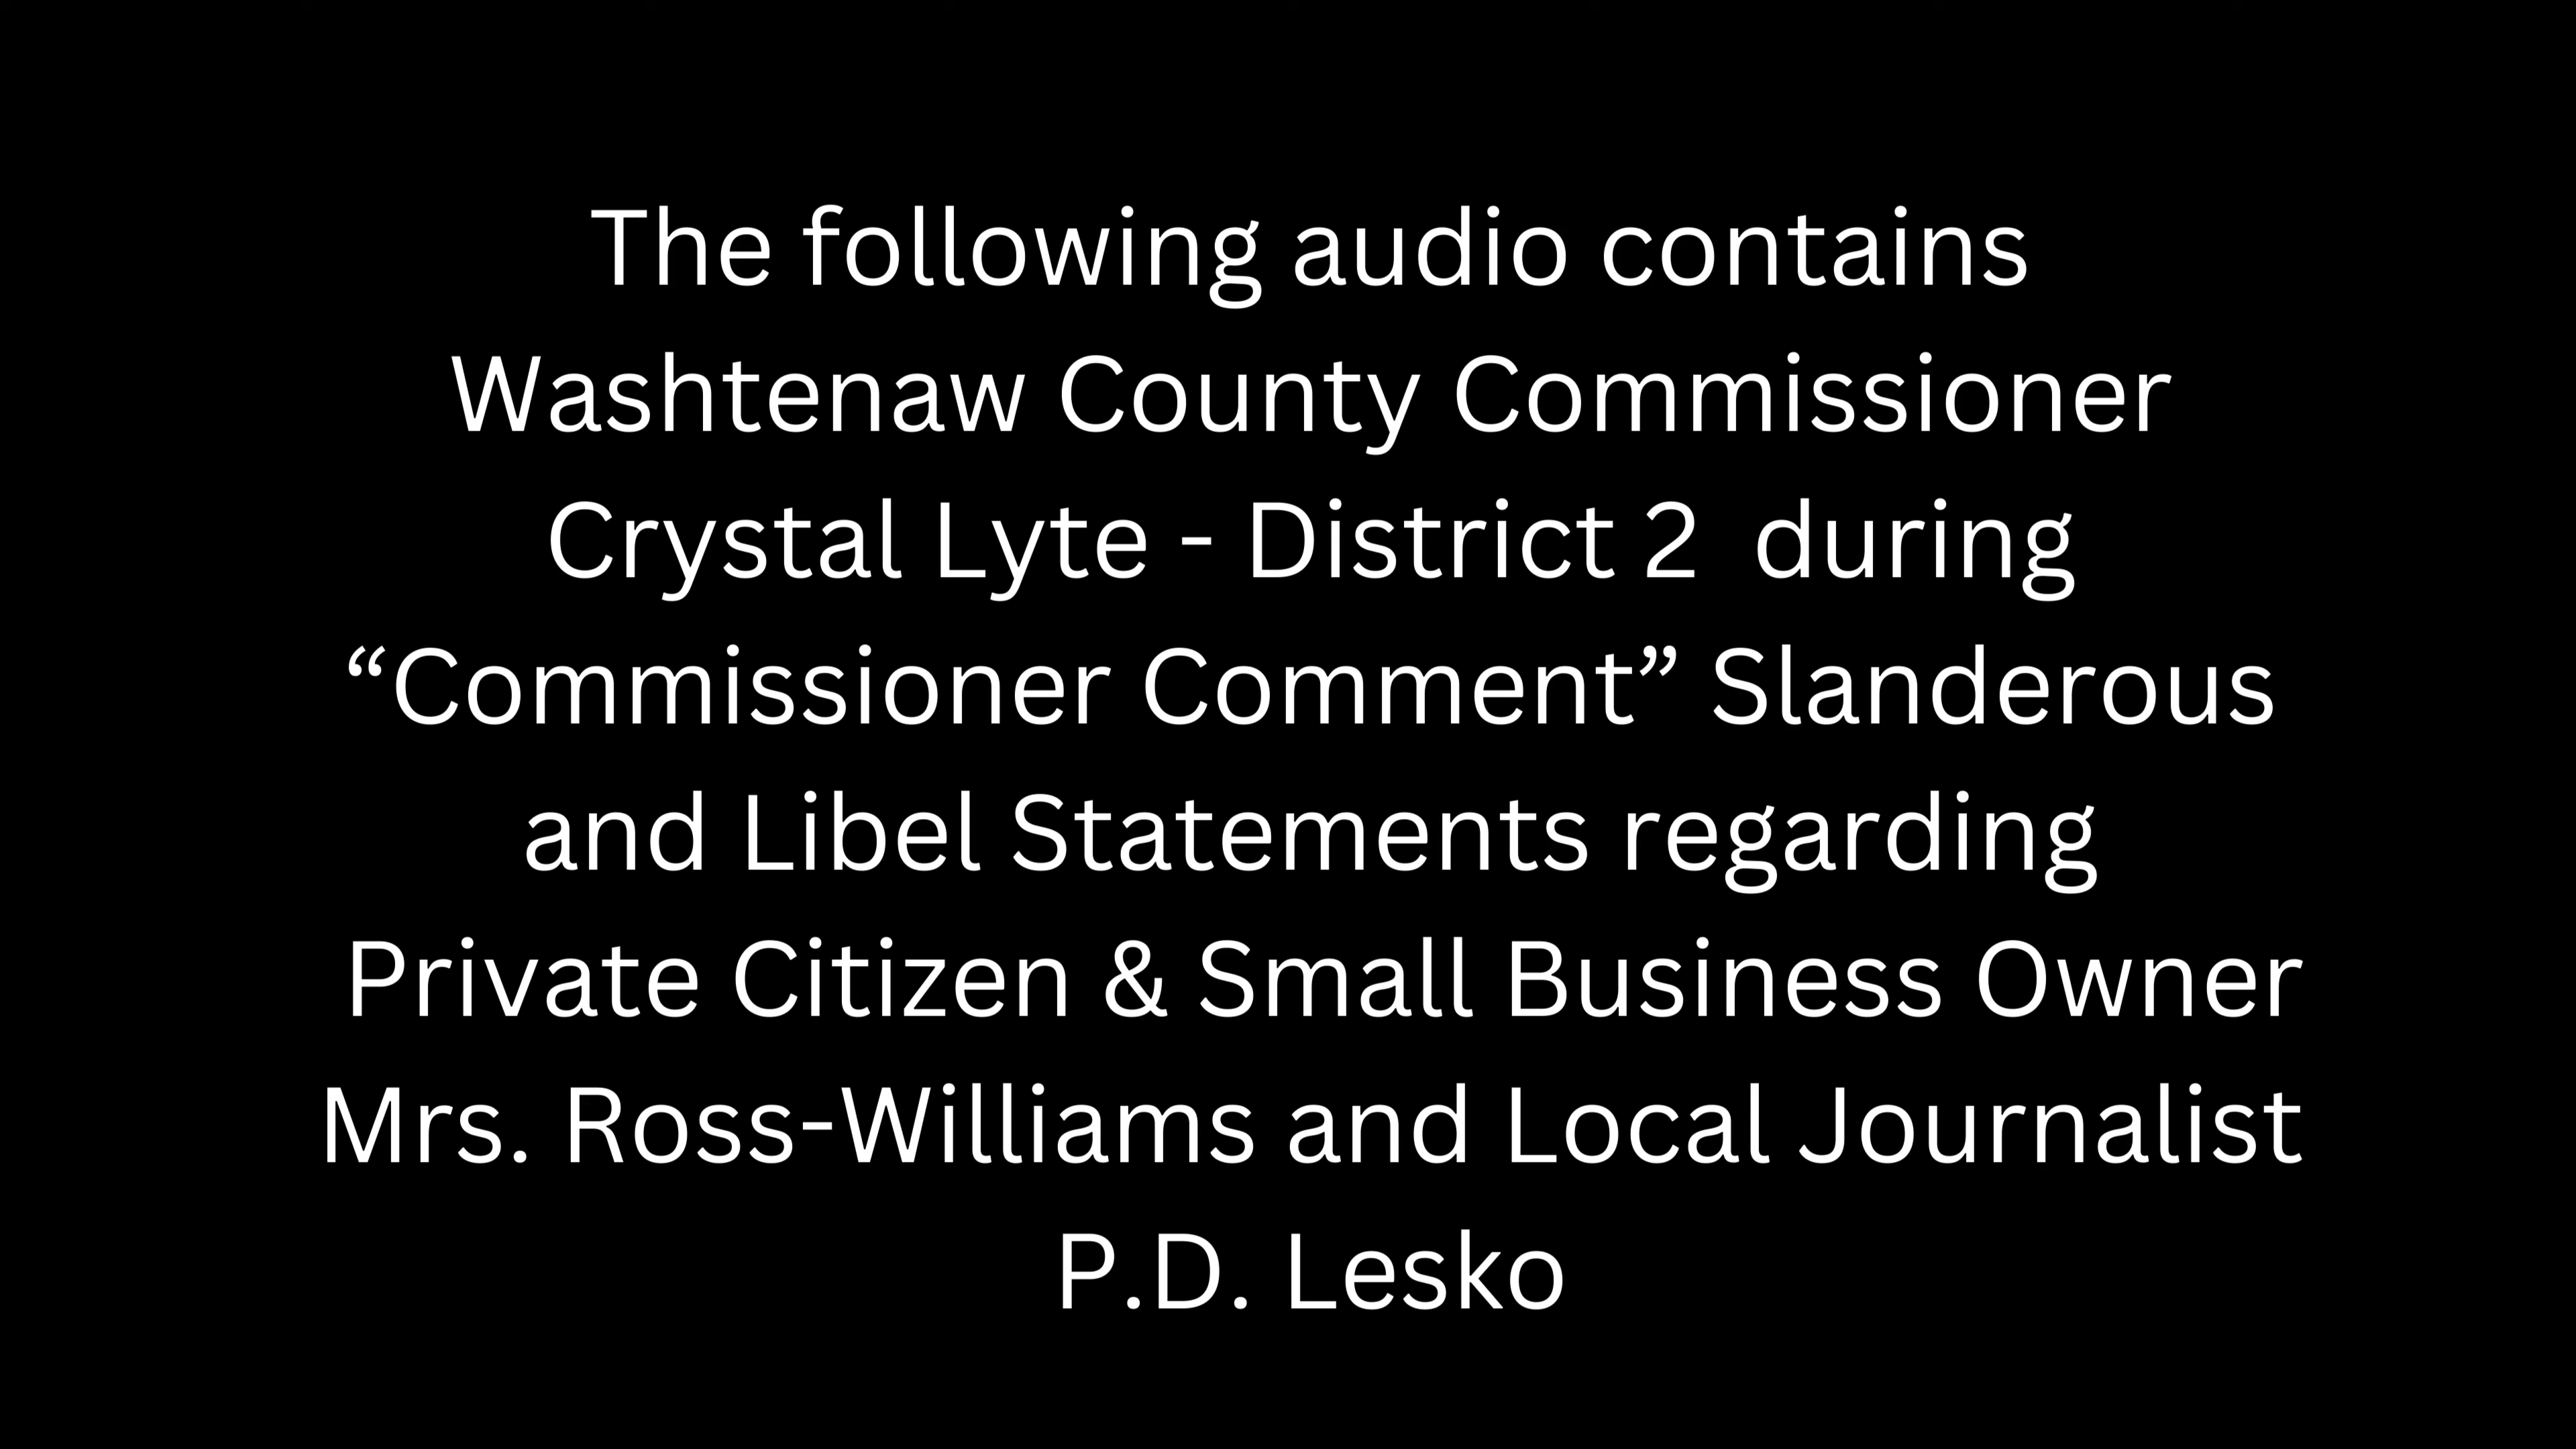 The following audio contains
Washtenaw County Commissioner
Crystal Lyte - District 2  during
“Commissioner Comment” Slanderous
and Libel Statements regarding
Private Citizen & Small Business Owner
Mrs. Ross-Williams and Local Journalist
P.D. Lesko